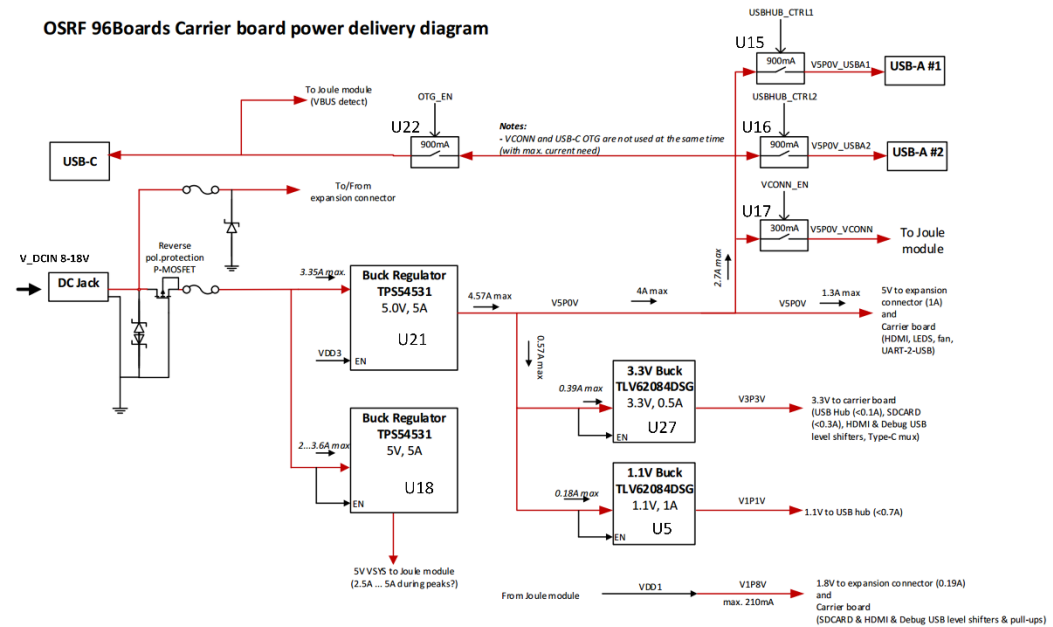 OSRF 96Boards Carrier board power delivery diagram
USBHUB_CTRL1
U15
900mA
V5P0V_USBA1
USB-A #1
To Joule module
(VBUS detect)
OTG_EN
U22
900mA
Notes:
- VCONN and USB-C OTG are not used at the same time
(with max. current need)
USBHUB_CTRL2
U16
900mA
V5P0V_USBA2
USB-A #2
USB-C
To/From
expansion connector
VCONN_EN
U17
300mA
V5P0V_VCONN
To Joule
module
V_DCIN 8-18V
DC Jack
Reverse
pol.protection
P-MOSFET
3.35A max.
Buck Regulator
TPS54531
5.0V, 5A
U21
VDD3
EN
4.57A max
V5P0V
4A max
2.7A max
V5P0V
1.3A max
5V to expansion
connector (1A)
and
Carrier board
(HDMI, LEDS, fan,
UART-2-USB)
0.57A max
0.39A max
3.3V Buck
TLV62084DSG
3.3V, 0.5A
U27
EN
V3P3V
3.3V to carrier board
(USB Hub (<0.1A), SDCARD
(<0.3A), HDMI & Debug USB
level shifters, Type-C mux)
2...3.6A max
Buck Regulator
TPS54531
5V, 5A
U18
EN
0.18A max
1.1V Buck
TLV62084DSG
1.1V, 1A
U5
EN
V1P1V
1.1V to USB hub (<0.7A)
5V VSYS to Joule module
(2.5A ... 5A during peaks?)
From Joule module
VDD1
V1P8V
max. 210mA
1.8V to expansion connector (0.19A)
and
Carrier board
(SDCARD & HDMI & Debug USB level shifters & pull-ups)